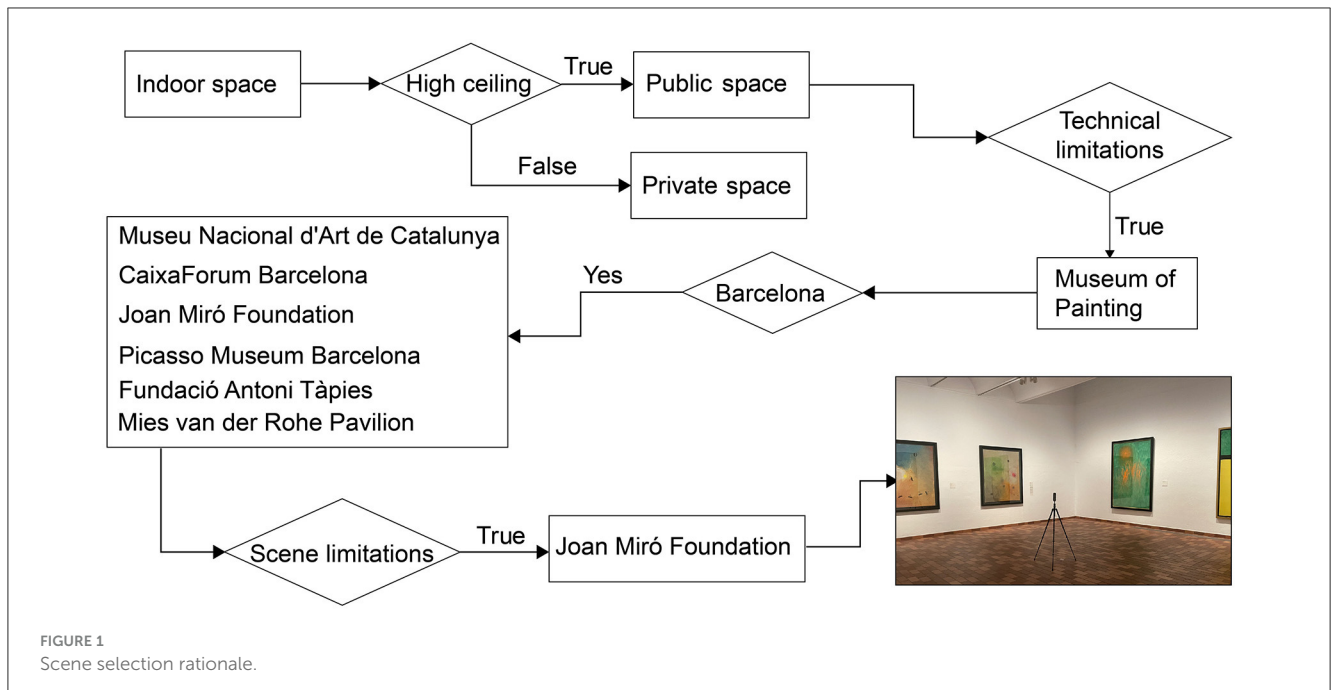 Indoor space
High ceiling
True
Public space
Technical
limitations
False
Private space
True
Museum of
Painting
Barcelona
Yes
Museu Nacional d'Art de Catalunya
CaixaForum Barcelona
Joan Miró Foundation
Picasso Museum Barcelona
Fundació Antoni Tàpies
Mies van der Rohe Pavilion
Scene limitations
True
Joan Miró Foundation
FIGURE 1
Scene selection rationale.